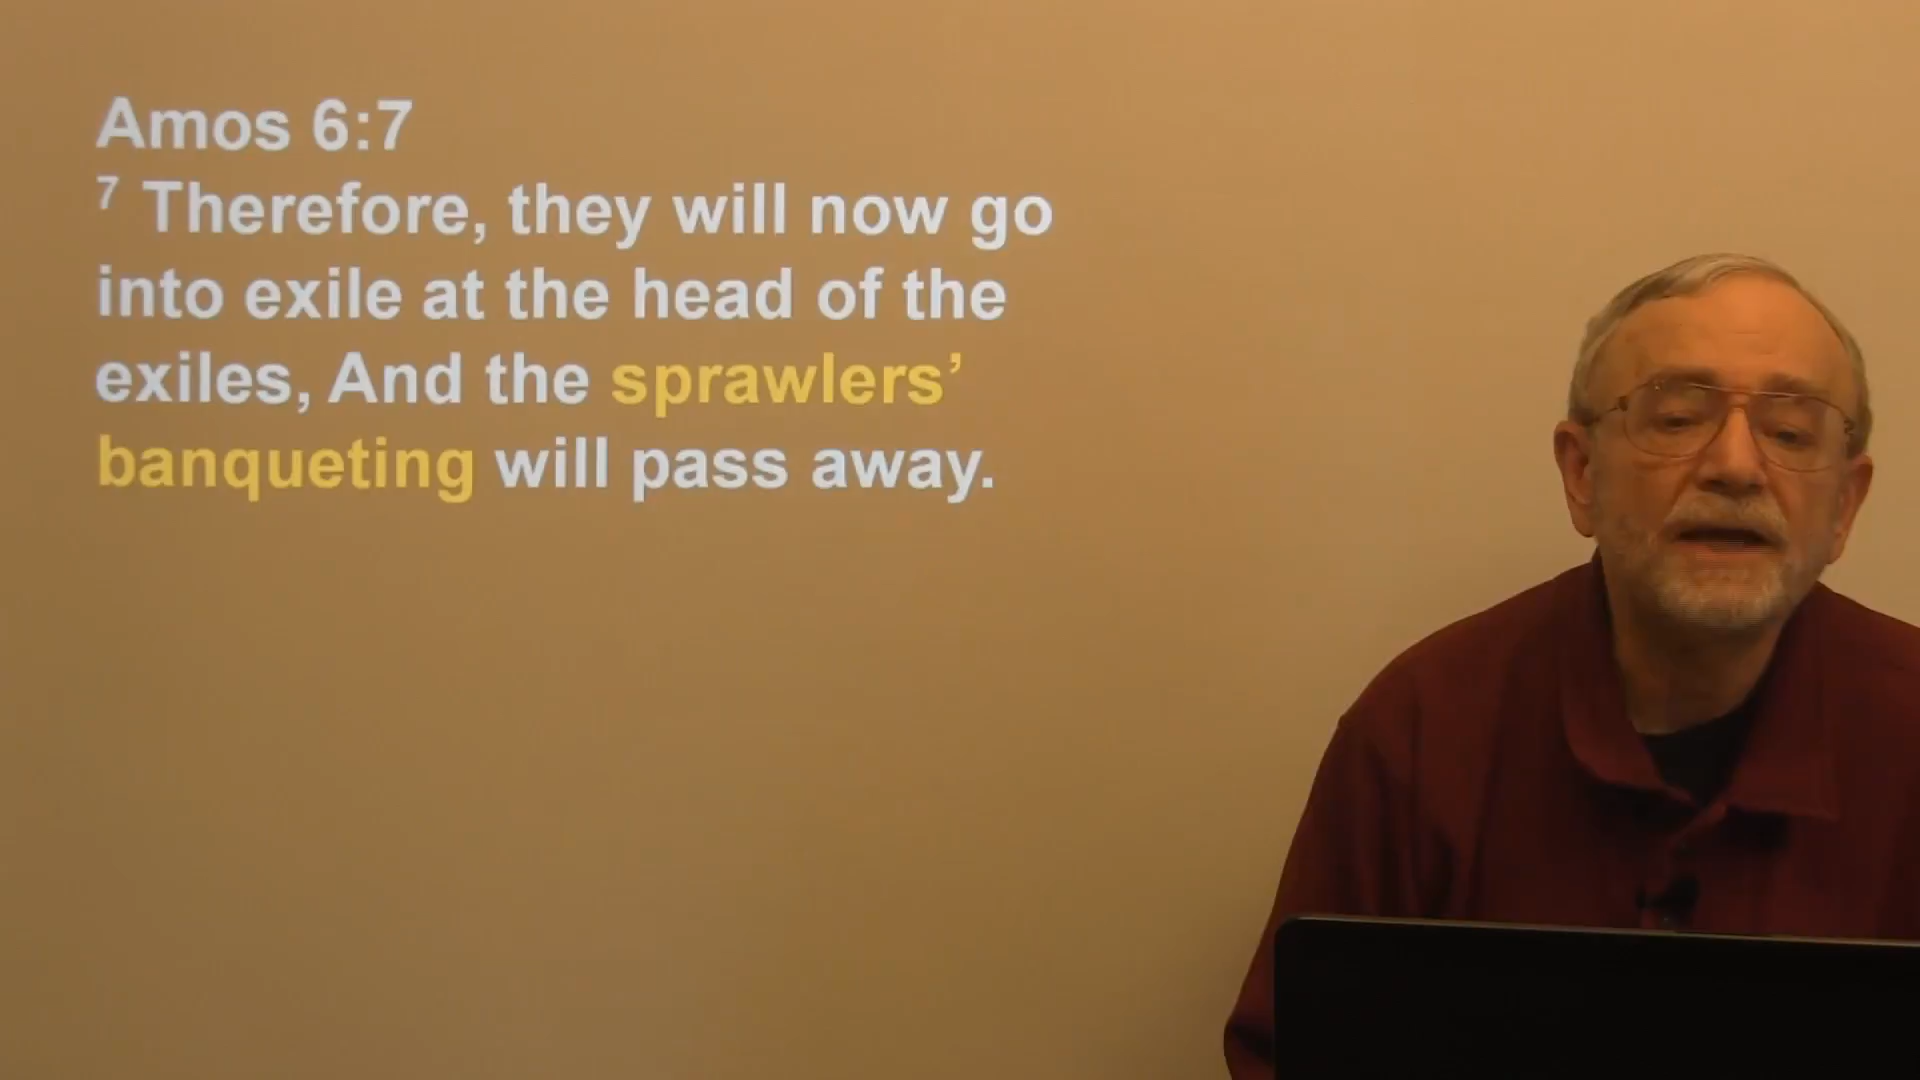 Amos 6:7
7 Therefore, they will now go
into exile at the head of the
exiles, And the sprawlers’
banqueting will pass away.